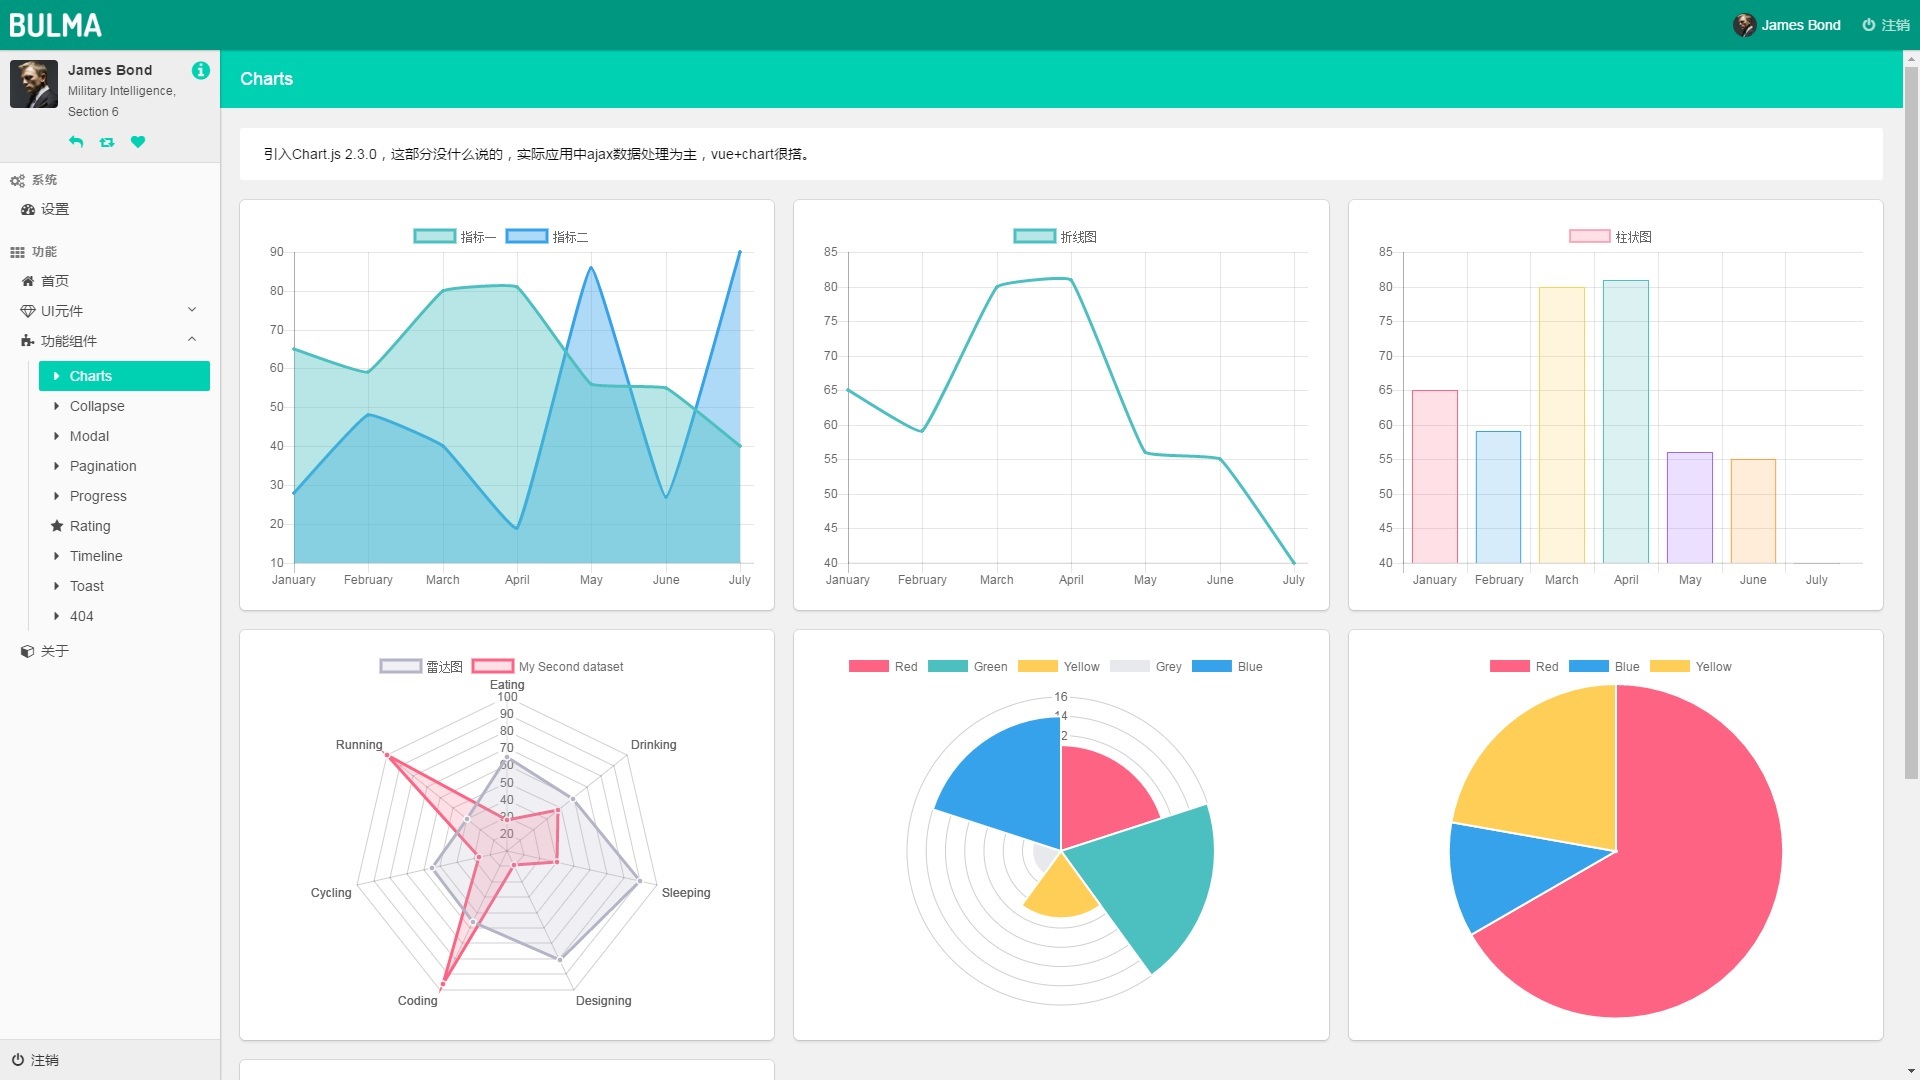 BULMA
James Bond
注销
James Bond
Military Intelligence,
Section 6
系统
设置
功能
首页
UI元件
功能组件
Charts
Collapse
Modal
Pagination
Progress
Rating
Timeline
Toast
404
关于
注销
Charts
引入Chart.js 2.3.0，这部分没什么说的，实际应用中ajax数据处理为主，vue+chart很搭。
指标一 指标二
90
80
70
60
50
40
30
20
10
January February March April May June July
折线图
85
80
75
70
65
60
55
50
45
40
January February March April May June July
柱状图
85
80
75
70
65
60
55
50
45
40
January February March April May June July
雷达图 My Second dataset
Eating
100
90
80
70
60
50
40
30
20
Running
Drinking
Cycling
Sleeping
Coding
Designing
Red Green Yellow Grey Blue
16
14
2
Red Blue Yellow